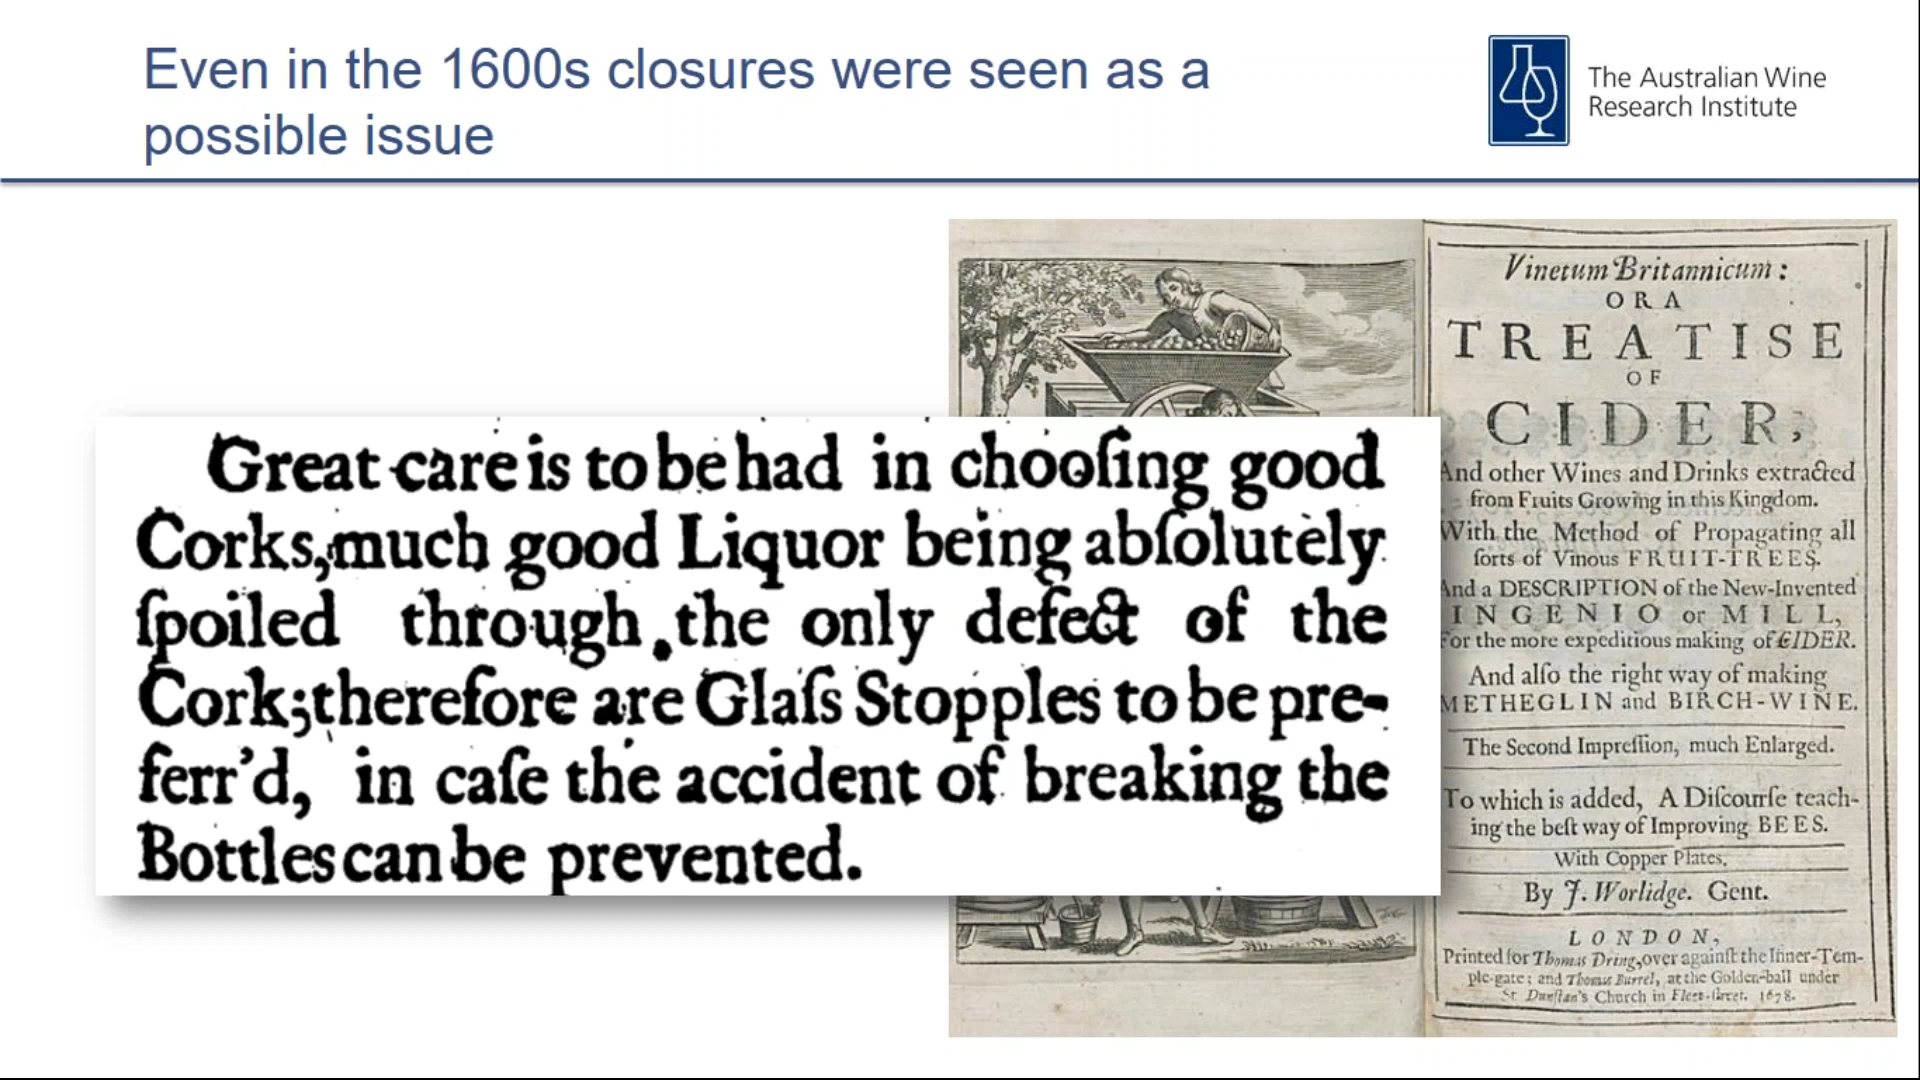 Even in the 1600s closures were seen as a
possible issue
The Australian Wine
Research Institute
Great care is to be had in chooſing good
Corks, much good Liquor being abſolutely
ſpoiled through the only defect of the
Cork; therefore are Glaſs Stopples to be pre-
ferr'd, in caſe the accident of breaking the
Bottles can be prevented.
Vinetum Britannicum:
OR A
TREATISE
OF
CIDER,
And other Wines and Drinks extracted
from Fruits Growing in this Kingdom.
With the Method of Propagating all
ſorts of Vinous FRUIT-TREES.
And a DESCRIPTION of the New-Invented
INGENIO or MILL,
For the more expeditious making of CIDER.
And alſo the right way of making
METHEGLIN and BIRCH-WINE.
The Second Impreſſion, much Enlarged.
To which is added, A Diſcourſe teach-
ing the beſt way of Improving BEES.
With Copper Plates.
By J. Worlidge. Gent.
LONDON,
Printed for Thomas Dring, over againſt the Inner-Tem-
ple-gate; and Thomas Burrel, at the Golden-ball under
St. Dunſtan's Church in Fleet-ſtreet. 1678.